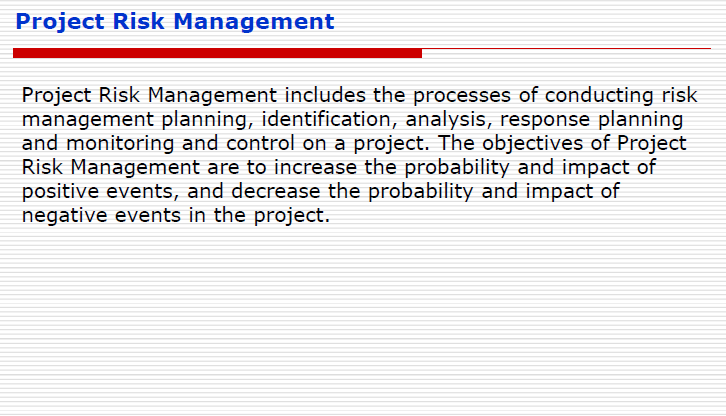 Project Risk Management
Project Risk Management includes the processes of conducting risk
management planning, identification, analysis, response planning
and monitoring and control on a project. The objectives of Project
Risk Management are to increase the probability and impact of
positive events, and decrease the probability and impact of
negative events in the project.